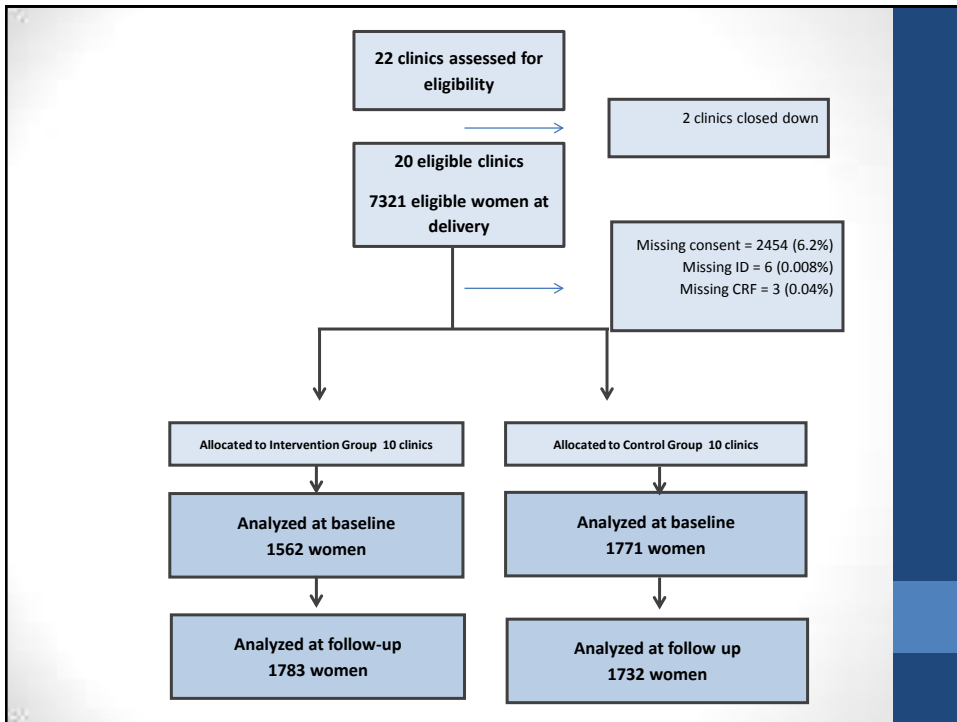 22 clinics assessed for
eligibility
2 clinics closed down
20 eligible clinics
7321 eligible women at
delivery
Missing consent = 2454 (6.2%)
Missing ID = 6 (0.008%)
Missing CRF = 3 (0.04%)
Allocated to Intervention Group 10 clinics
Allocated to Control Group 10 clinics
Analyzed at baseline
1562 women
Analyzed at baseline
1771 women
Analyzed at follow-up
1783 women
Analyzed at follow up
1732 women